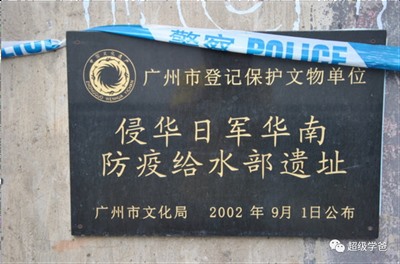 警察 POLICE
广州市登记保护文物单位
侵华日军华南
防疫给水部遗址
广州市文化局 2002 年 9 月 1日公布
超级学爸